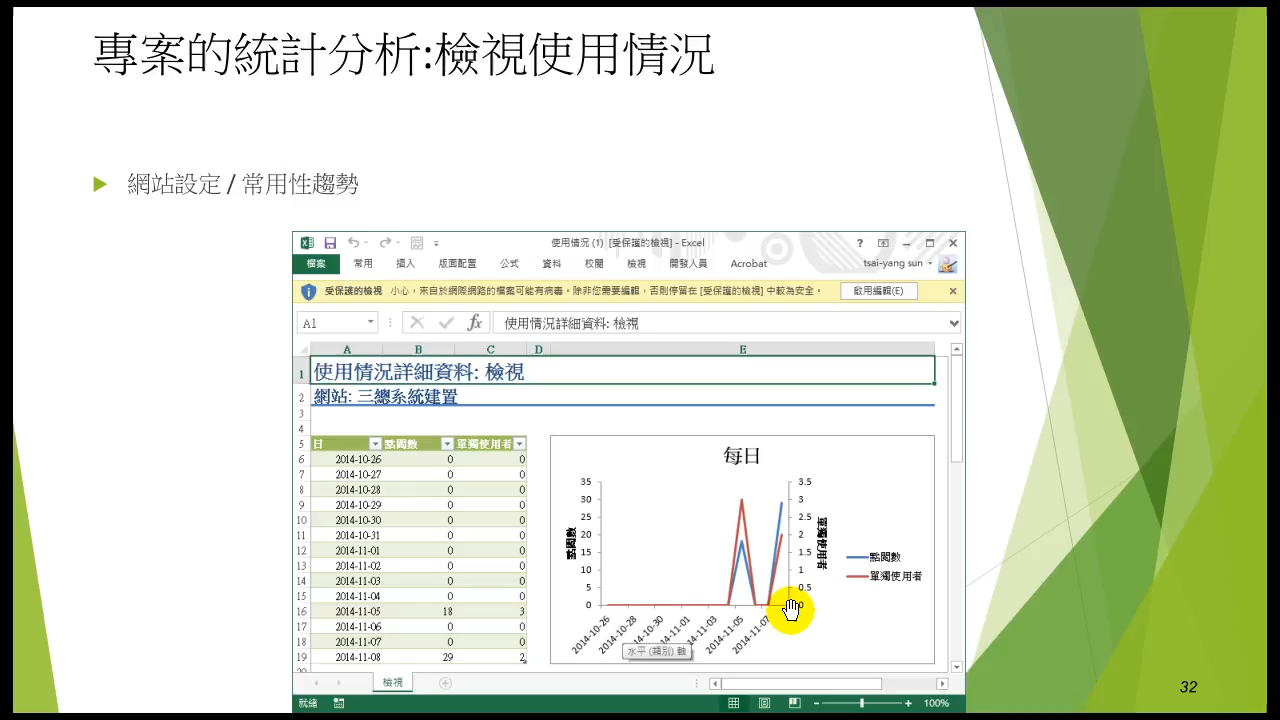 專案的統計分析:檢視使用情況
網站設定 / 常用性趨勢
使用情況 (1) [受保護的檢視] - Excel
檔案 常用 插入 版面配置 公式 資料 校閱 檢視 開發人員 Acrobat tsai-yang sun
受保護的檢視 小心,來自於網際網路的檔案可能有病毒。除非您需要編輯,否則停留在 [受保護的檢視] 中較為安全。 啟用編輯(E)
A1 fx 使用情況詳細資料: 檢視
A B C D E
1 使用情況詳細資料: 檢視
2 網站: 三總系統建置
3
4
5 日 點閱數 單獨使用者
6 2014-10-26 0 0
7 2014-10-27 0 0
8 2014-10-28 0 0
9 2014-10-29 0 0
10 2014-10-30 0 0
11 2014-10-31 0 0
12 2014-11-01 0 0
13 2014-11-02 0 0
14 2014-11-03 0 0
15 2014-11-04 0 0
16 2014-11-05 18 3
17 2014-11-06 0 0
18 2014-11-07 0 0
19 2014-11-08 29 2
每日
35 3.5
30 3
25 2.5
20 2
15 1.5
10 1
5 0.5
0 0
點閱數
單獨使用者
點閱數
單獨使用者
2014-10-26 2014-10-28 2014-10-30 2014-11-01 2014-11-03 2014-11-05 2014-11-07
水平 (類別) 軸
檢視
就緒 100%
32